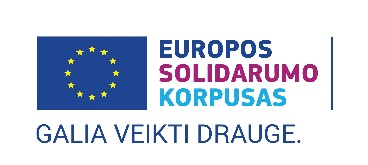 EUROPOS
SOLIDARUMO
KORPUSAS
GALIA VEIKTI DRAUGE.